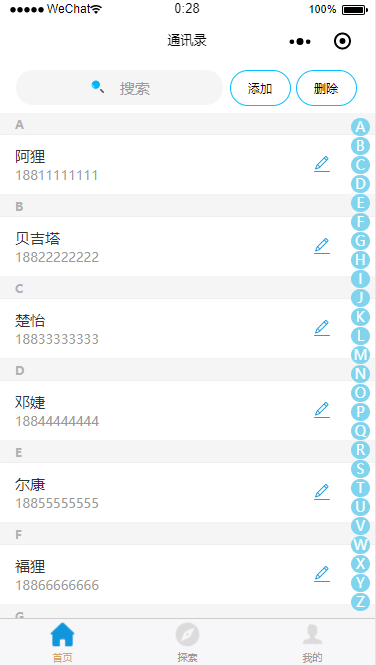 WeChat 0:28 100%
通讯录
搜索 添加 删除
A
阿狸
18811111111
B
贝吉塔
18822222222
C
楚怡
18833333333
D
邓婕
18844444444
E
尔康
18855555555
F
福狸
18866666666
G
A
B
C
D
E
F
G
H
I
J
K
L
M
N
O
P
Q
R
S
T
U
V
W
X
Y
Z
首页 探索 我的